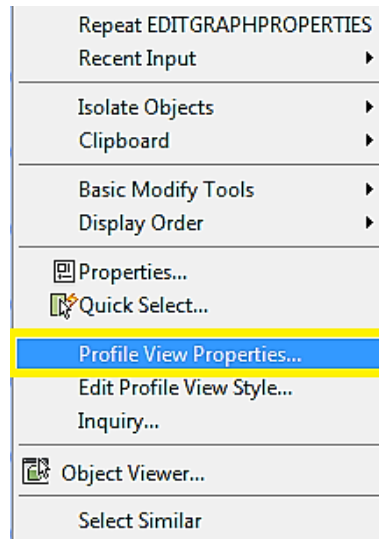 Repeat EDITGRAPHPROPERTIES
Recent Input
Isolate Objects
Clipboard
Basic Modify Tools
Display Order
Properties...
Quick Select...
Profile View Properties...
Edit Profile View Style...
Inquiry...
Object Viewer...
Select Similar